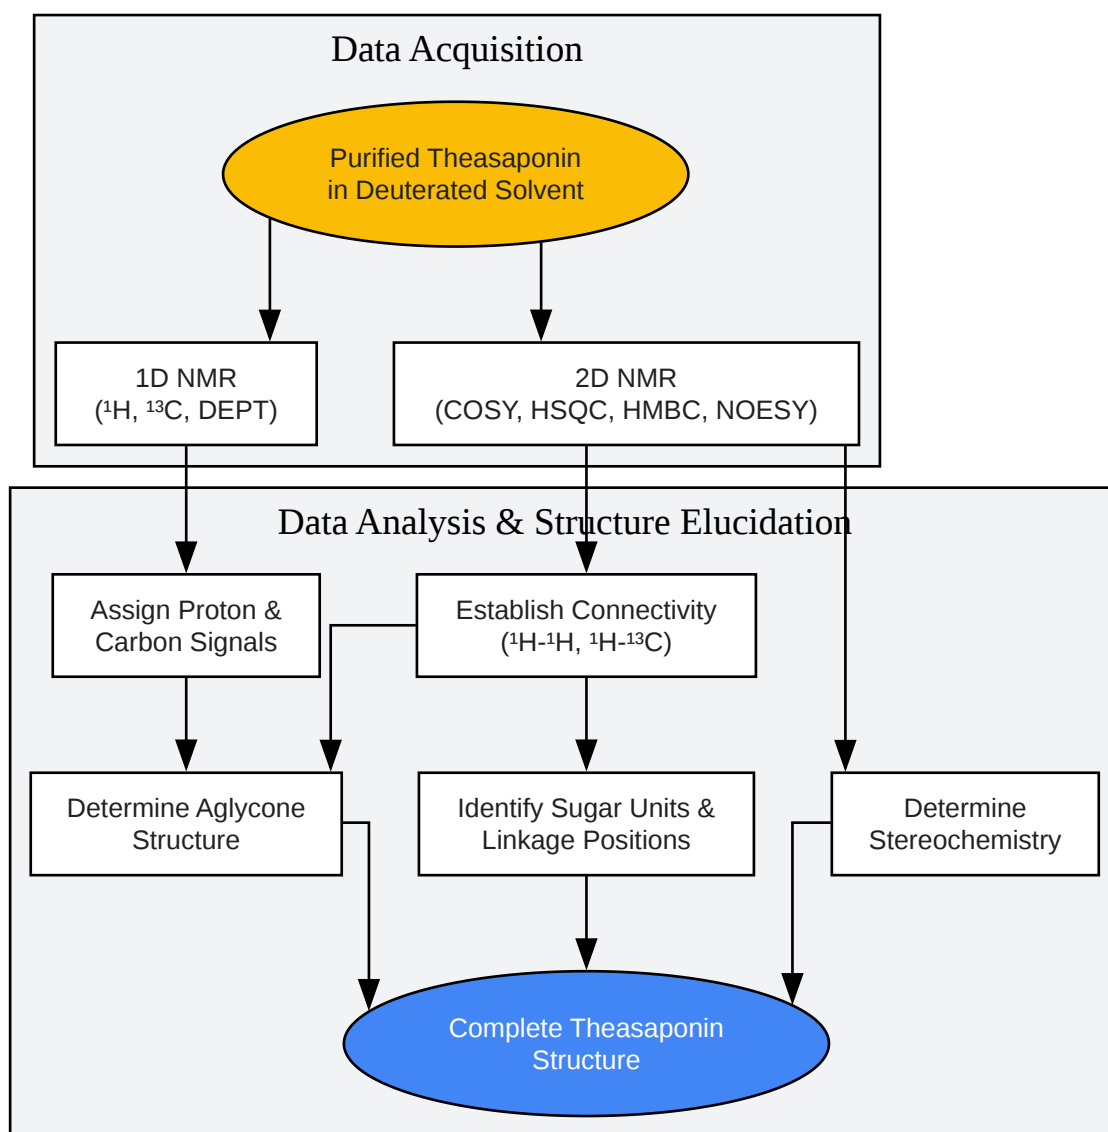 Data Acquisition
Purified Theasaponin
in Deuterated Solvent
1D NMR
(¹H, ¹³C, DEPT)
2D NMR
(COSY, HSQC, HMBC, NOESY)
Data Analysis & Structure Elucidation
Assign Proton &
Carbon Signals
Establish Connectivity
(¹H-¹H, ¹H-¹³C)
Determine Aglycone
Structure
Identify Sugar Units &
Linkage Positions
Determine
Stereochemistry
Complete Theasaponin
Structure